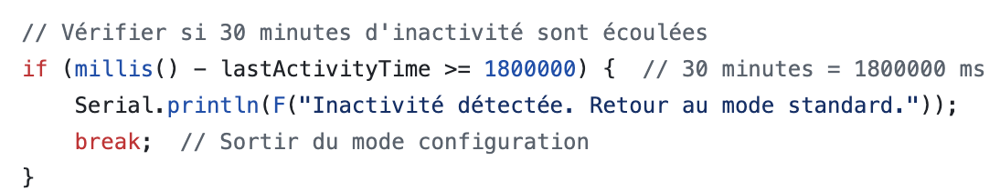 // Vérifier si 30 minutes d'inactivité sont écoulées
if (millis() - lastActivityTime >= 1800000) {  // 30 minutes = 1800000 ms
    Serial.println(F("Inactivité détectée. Retour au mode standard."));
    break;  // Sortir du mode configuration
}